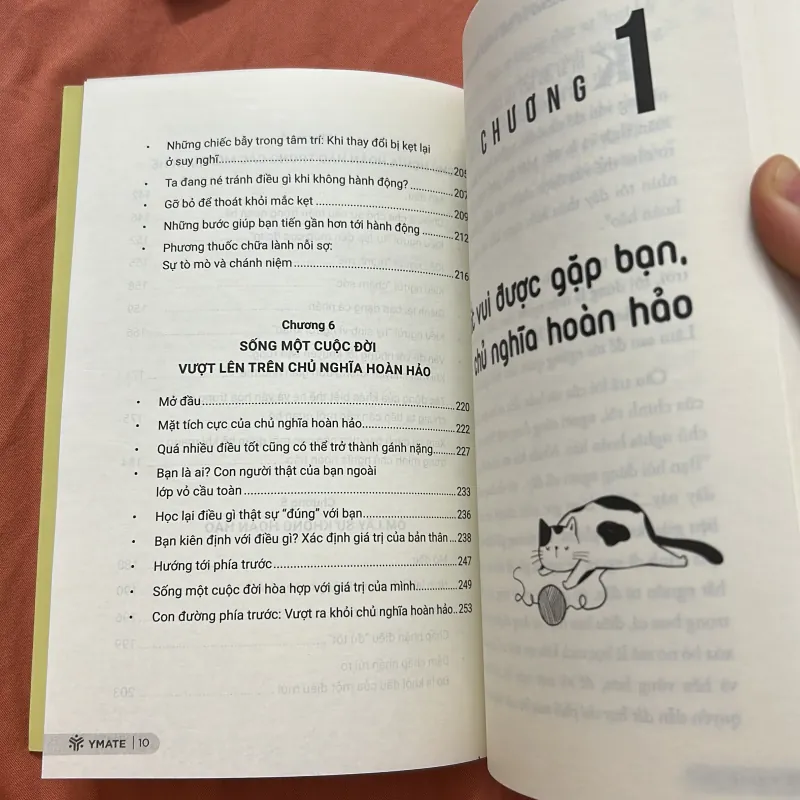 • Những chiếc bẫy trong tâm trí: Khi thay đổi bị kẹt lại
ở suy nghĩ.......................................................205
• Ta đang né tránh điều gì khi không hành động?..........207
• Gỡ bỏ để thoát khỏi mắc kẹt..................................209
• Những bước giúp bạn tiến gần hơn tới hành động.......212
• Phương thuốc chữa lành nỗi sợ:
Sự tò mò và chánh niệm........................................216
Chương 6
SỐNG MỘT CUỘC ĐỜI
VƯỢT LÊN TRÊN CHỦ NGHĨA HOÀN HẢO
• Mở đầu............................................................220
• Mặt tích cực của chủ nghĩa hoàn hảo......................222
• Quá nhiều điều tốt cũng có thể trở thành gánh nặng....227
• Bạn là ai? Con người thật của bạn ngoài
lớp vỏ cầu toàn..................................................233
• Học lại điều gì thật sự “đúng” với bạn....................236
• Bạn kiên định với điều gì? Xác định giá trị của bản thân..238
• Hướng tới phía trước..........................................247
• Sống một cuộc đời hòa hợp với giá trị của mình.........249
• Con đường phía trước: Vượt ra khỏi chủ nghĩa hoàn hảo..253
YMATE | 10
CHƯƠNG 1
vui được gặp bạn,
chủ nghĩa hoàn hảo